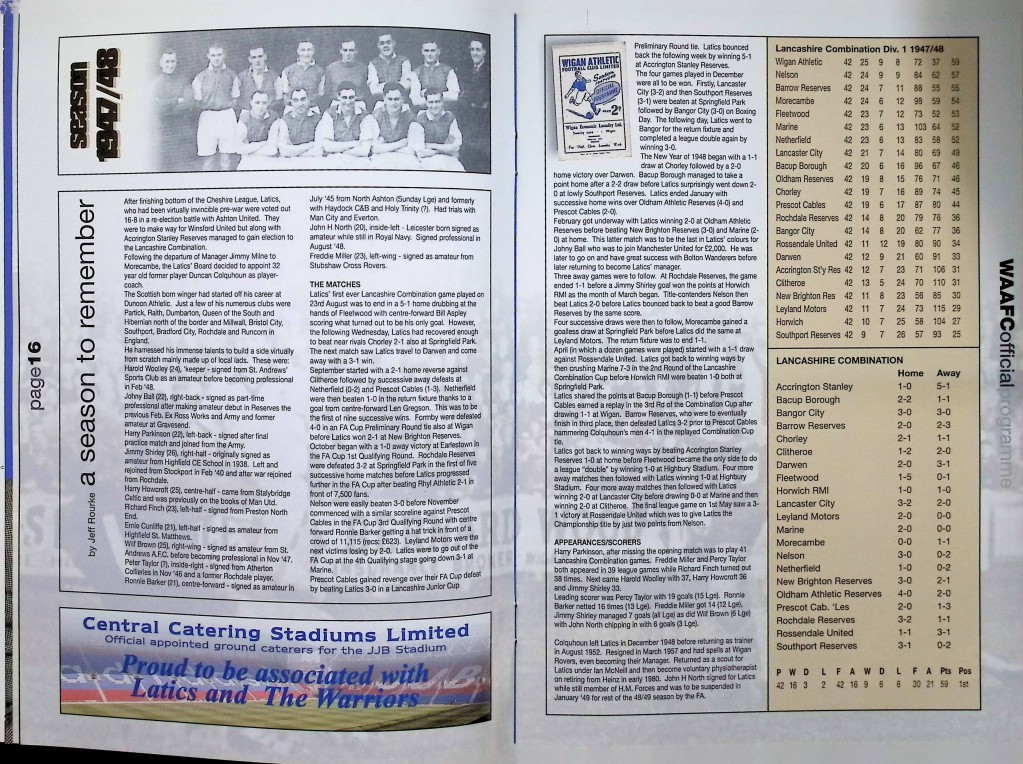 season
1947/48
page16
a season to remember
by Jeff Rourke
After finishing bottom of the Cheshire League, Latics,
who had been virtually invincible pre-war were voted out
16-8 in a re-election battle with Ashton United. They
were to make way for Winsford United but along with
Accrington Stanley Reserves managed to gain election to
the Lancashire Combination.
Following the departure of Manager Jimmy Milne to
Morecambe, the Latics' Board decided to appoint 32
year old former player Duncan Colquhoun as player-
coach.
The Scottish born winger had started off his career at
Dunoon Athletic. Just a few of his numerous clubs were
Partick, Raith, Dumbarton, Queen of the South and
Hibernian north of the border and Millwall, Bristol City,
Southport, Bradford City, Rochdale and Runcorn in
England.
He harnessed his immense talents to build a side virtually
from scratch mainly made up of local lads. These were:
Harold Woolley (24), 'keeper - signed from St. Andrews'
Sports Club as an amateur before becoming professional
in Feb'48.
Johny Ball (22), right-back - signed as part-time
professional after making amateur debut in Reserves the
previous Feb. Ex Ross Works and Army and former
amateur of Gravesend.
Harry Parkinson (22), left-back - signed after final
practice match and joined from the Army.
Jimmy Shirley (26), right-half - originally signed as
amateur from Highfield CE School in 1938. Left and
rejoined from Stockport in Feb '40 and after war rejoined
from Rochdale.
Harry Howcroft (25), centre-half - came from Stalybridge
Celtic and was previously on the books of Man Utd.
Richard Finch (23), left-half - signed from Preston North
End.
Ernie Cunliffe (21), left-half - signed as amateur from
Highfield St. Matthews.
Wilf Brown (25), right-wing - signed as amateur from St.
Andrews A.F.C. before becoming professional in Nov '47.
Peter Taylor (?), inside-right - signed from Atherton
Collieries in Nov '46 and a former Rochdale player.
Ronnie Barker (21), centre-forward - signed as amateur in
July '45 from North Ashton (Sunday Lge) and formerly
with Haydock C&B and Holy Trinity (?). Had trials with
Man City and Everton.
John H North (20), inside-left - Leicester born signed as
amateur while still in Royal Navy. Signed professional in
August '48.
Freddie Miller (23), left-wing - signed as amateur from
Stubshaw Cross Rovers.
THE MATCHES
Latics' first ever Lancashire Combination game played on
23rd August was to end in a 5-1 home drubbing at the
hands of Fleetwood with centre-forward Bill Aspley
scoring what turned out to be his only goal. However,
the following Wednesday, Latics had recovered enough
to beat near rivals Chorley 2-1 also at Springfield Park.
The next match saw Latics travel to Darwen and come
away with a 3-1 win.
September started with a 2-1 home reverse against
Clitheroe followed by successive away defeats at
Netherfield (0-2) and Prescot Cables (1-3). Netherfield
were then beaten 1-0 in the return fixture thanks to a
goal from centre-forward Len Gregson. This was to be
the first of nine successive wins. Formby were defeated
4-0 in an FA Cup Preliminary Round tie also at Wigan
before Latics won 2-1 at New Brighton Reserves.
October began with a 1-0 away victory at Earlestown in
the FA Cup 1st Qualifying Round. Rochdale Reserves
were defeated 3-2 at Springfield Park in the first of five
successive home matches before Latics progressed
further in the FA Cup after beating Rhyl Athletic 2-1 in
front of 7,500 fans.
Nelson were easily beaten 3-0 before November
commenced with a similar scoreline against Prescot
Cables in the FA Cup 3rd Qualifying Round with centre
forward Ronnie Barker getting a hat trick in front of a
crowd of 11,115 (recs: £623). Leyland Motors were the
next victims losing by 2-0. Latics were to go out of the
FA Cup at the 4th Qualifying stage going down 3-1 at
Marine.
Prescot Cables gained revenge over their FA Cup defeat
by beating Latics 3-0 in a Lancashire Junior Cup
Central Catering Stadiums Limited
Official appointed ground caterers for the JJB Stadium
Proud to be associated with
Latics and The Warriors
WIGAN ATHLETIC
FOOTBALL CLUB LIMITED
OFFICIAL
PROGRAMME
2D
Wigan Economic Laundry Ltd.
Preliminary Round tie. Latics bounced
back the following week by winning 5-1
at Accrington Stanley Reserves.
The four games played in December
were all to be won. Firstly, Lancaster
City (3-2) and then Southport Reserves
(3-1) were beaten at Springfield Park
followed by Bangor City (3-0) on Boxing
Day. The following day, Latics went to
Bangor for the return fixture and
completed a league double again by
winning 3-0.
The New Year of 1948 began with a 1-1
draw at Chorley followed by a 2-0
home victory over Darwen. Bacup Borough managed to take a
point home after a 2-2 draw before Latics surprisingly went down 2-
0 at lowly Southport Reserves. Latics ended January with
successive home wins over Oldham Athletic Reserves (4-0) and
Prescot Cables (2-0).
February got underway with Latics winning 2-0 at Oldham Athletic
Reserves before beating New Brighton Reserves (3-0) and Marine (2-
0) at home. This latter match was to be the last in Latics' colours for
Johny Ball who was to join Manchester United for £2,000. He was
later to go on and have great success with Bolton Wanderers before
later returning to become Latics' manager.
Three away games were to follow. At Rochdale Reserves, the game
ended 1-1 before a Jimmy Shirley goal won the points at Horwich
RMI as the month of March began. Title-contenders Nelson then
beat Latics 2-0 before Latics bounced back to beat a good Barrow
Reserves by the same score.
Four successive draws were then to follow, Morecambe gained a
goalless draw at Springfield Park before Latics did the same at
Leyland Motors. The return fixture was to end 1-1.
April (in which a dozen games were played) started with a 1-1 draw
against Rossendale United. Latics got back to winning ways by
then crushing Marine 7-3 in the 2nd Round of the Lancashire
Combination Cup before Horwich RMI were beaten 1-0 both at
Springfield Park.
Latics shared the points at Bacup Borough (1-1) before Prescot
Cables earned a replay in the 3rd Rd of the Combination Cup after
drawing 1-1 at Wigan. Barrow Reserves, who were to eventually
finish in third place, then defeated Latics 3-2 prior to Prescot Cables
hammering Colquhoun's men 4-1 in the replayed Combination Cup
tie.
Latics got back to winning ways by beating Accrington Stanley
Reserves 1-0 at home before Fleetwood became the only side to do
a league "double" by winning 1-0 at Highbury Stadium. Four more
away matches then followed with Latics winning 1-0 at Highbury
Stadium. Four more away matches then followed with Latics
winning 2-0 at Lancaster City before drawing 0-0 at Marine and then
winning 2-0 at Clitheroe. The final league game on 1st May saw a 3-
1 victory at Rossendale United which was to give Latics the
Championship title by just two points from Nelson.
APPEARANCES/SCORERS
Harry Parkinson, after missing the opening match was to play 41
Lancashire Combination games. Freddie Miller and Percy Taylor
both appeared in 39 league games while Richard Finch turned out
38 times. Next came Harold Woolley with 37, Harry Howcroft 36
and Jimmy Shirley 33.
Leading scorer was Percy Taylor with 19 goals (15 Lge). Ronnie
Barker netted 16 times (13 Lge). Freddie Miller got 14 (12 Lge),
Jimmy Shirley managed 7 goals (all Lge) as did Wilf Brown (6 Lge)
with John North chipping in with 6 goals (3 Lge).
Colquhoun left Latics in December 1948 before returning as trainer
in August 1952. Resigned in March 1957 and had spells at Wigan
Rovers, even becoming their Manager. Returned as a scout for
Latics under Ian McNeill and then become voluntary physiotherapist
on retiring from Heinz in early 1980. John H North signed for Latics
while still member of H.M. Forces and was to be suspended in
January '49 for rest of the 48/49 season by the FA.
Lancashire Combination Div. 1 1947/48
Wigan Athletic 42 25 9 8 72 37 59
Nelson 42 24 9 9 84 62 57
Barrow Reserves 42 24 7 11 88 55 55
Morecambe 42 24 6 12 98 59 54
Fleetwood 42 23 7 12 73 52 53
Marine 42 23 6 13 103 64 52
Netherfield 42 23 6 13 83 58 52
Lancaster City 42 21 7 14 80 69 49
Bacup Borough 42 20 6 16 96 67 46
Oldham Reserves 42 19 8 15 76 71 46
Chorley 42 19 7 16 89 74 45
Prescot Cables 42 19 6 17 87 80 44
Rochdale Reserves 42 14 8 20 79 76 36
Bangor City 42 14 8 20 62 77 36
Rossendale United 42 11 12 19 80 90 34
Darwen 42 12 9 21 60 91 33
Accrington St'y Res 42 12 7 23 71 106 31
Clitheroe 42 13 5 24 70 110 31
New Brighton Res 42 11 8 23 56 85 30
Leyland Motors 42 11 7 24 73 115 29
Horwich 42 10 7 25 58 104 27
Southport Reserves 42 9 7 26 57 93 25
LANCASHIRE COMBINATION
Home Away
Accrington Stanley 1-0 5-1
Bacup Borough 2-2 1-1
Bangor City 3-0 3-0
Barrow Reserves 2-0 2-3
Chorley 2-1 1-1
Clitheroe 1-2 2-0
Darwen 2-0 3-1
Fleetwood 1-5 0-1
Horwich RMI 1-0 1-0
Lancaster City 3-2 2-0
Leyland Motors 2-0 0-0
Marine 2-0 0-0
Morecambe 0-0 1-1
Nelson 3-0 0-2
Netherfield 1-0 0-2
New Brighton Reserves 3-0 2-1
Oldham Athletic Reserves 4-0 2-0
Prescot Cab. 'Les 2-0 1-3
Rochdale Reserves 3-2 1-1
Rossendale United 1-1 3-1
Southport Reserves 3-1 0-2
P W D L F A W D L F A Pts Pos
42 16 3 2 42 16 9 6 6 30 21 59 1st
WAAFCofficialprogramme